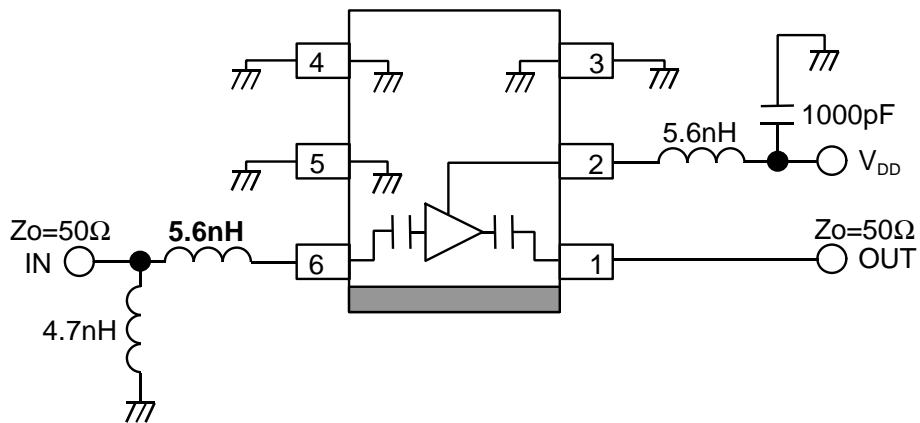 4
3
1000pF
5.6nH
5
2
V_DD
Zo=50Ω
5.6nH
Zo=50Ω
IN
6
1
OUT
4.7nH